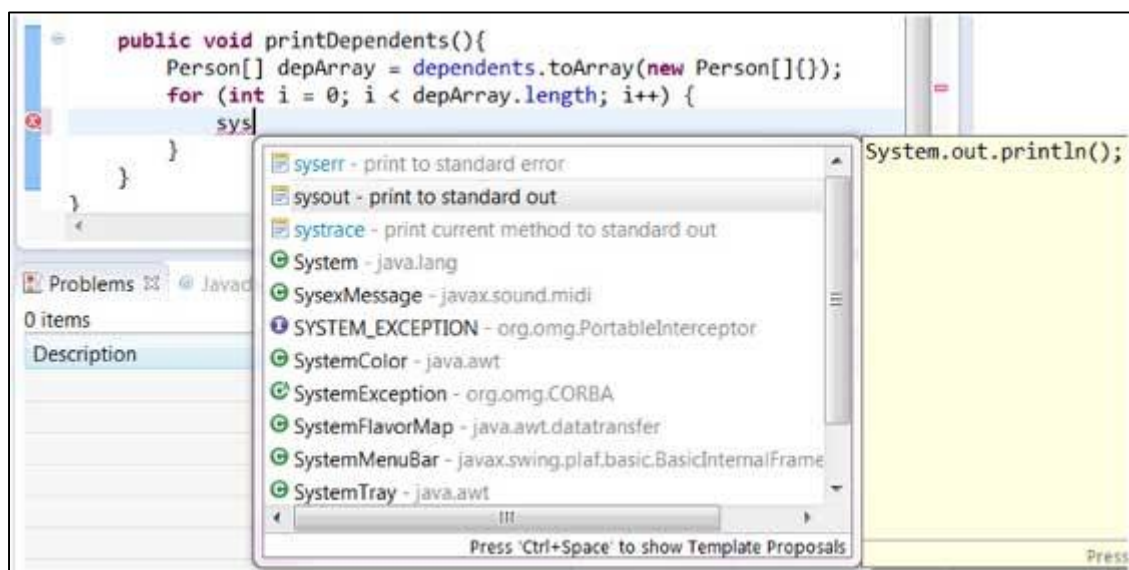 public void printDependents(){
Person[] depArray = dependents.toArray(new Person[]{});
for (int i = 0; i < depArray.length; i++) {
sys
}
}
}
syserr - print to standard error
sysout - print to standard out
systrace - print current method to standard out
System - java.lang
SysexMessage - javax.sound.midi
SYSTEM_EXCEPTION - org.omg.PortableInterceptor
SystemColor - java.awt
SystemException - org.omg.CORBA
SystemFlavorMap - java.awt.datatransfer
SystemMenuBar - javax.swing.plaf.basic.BasicInternalFrame
SystemTray - java.awt
Press 'Ctrl+Space' to show Template Proposals
System.out.println();
Press
Problems @ Javad
0 items
Description